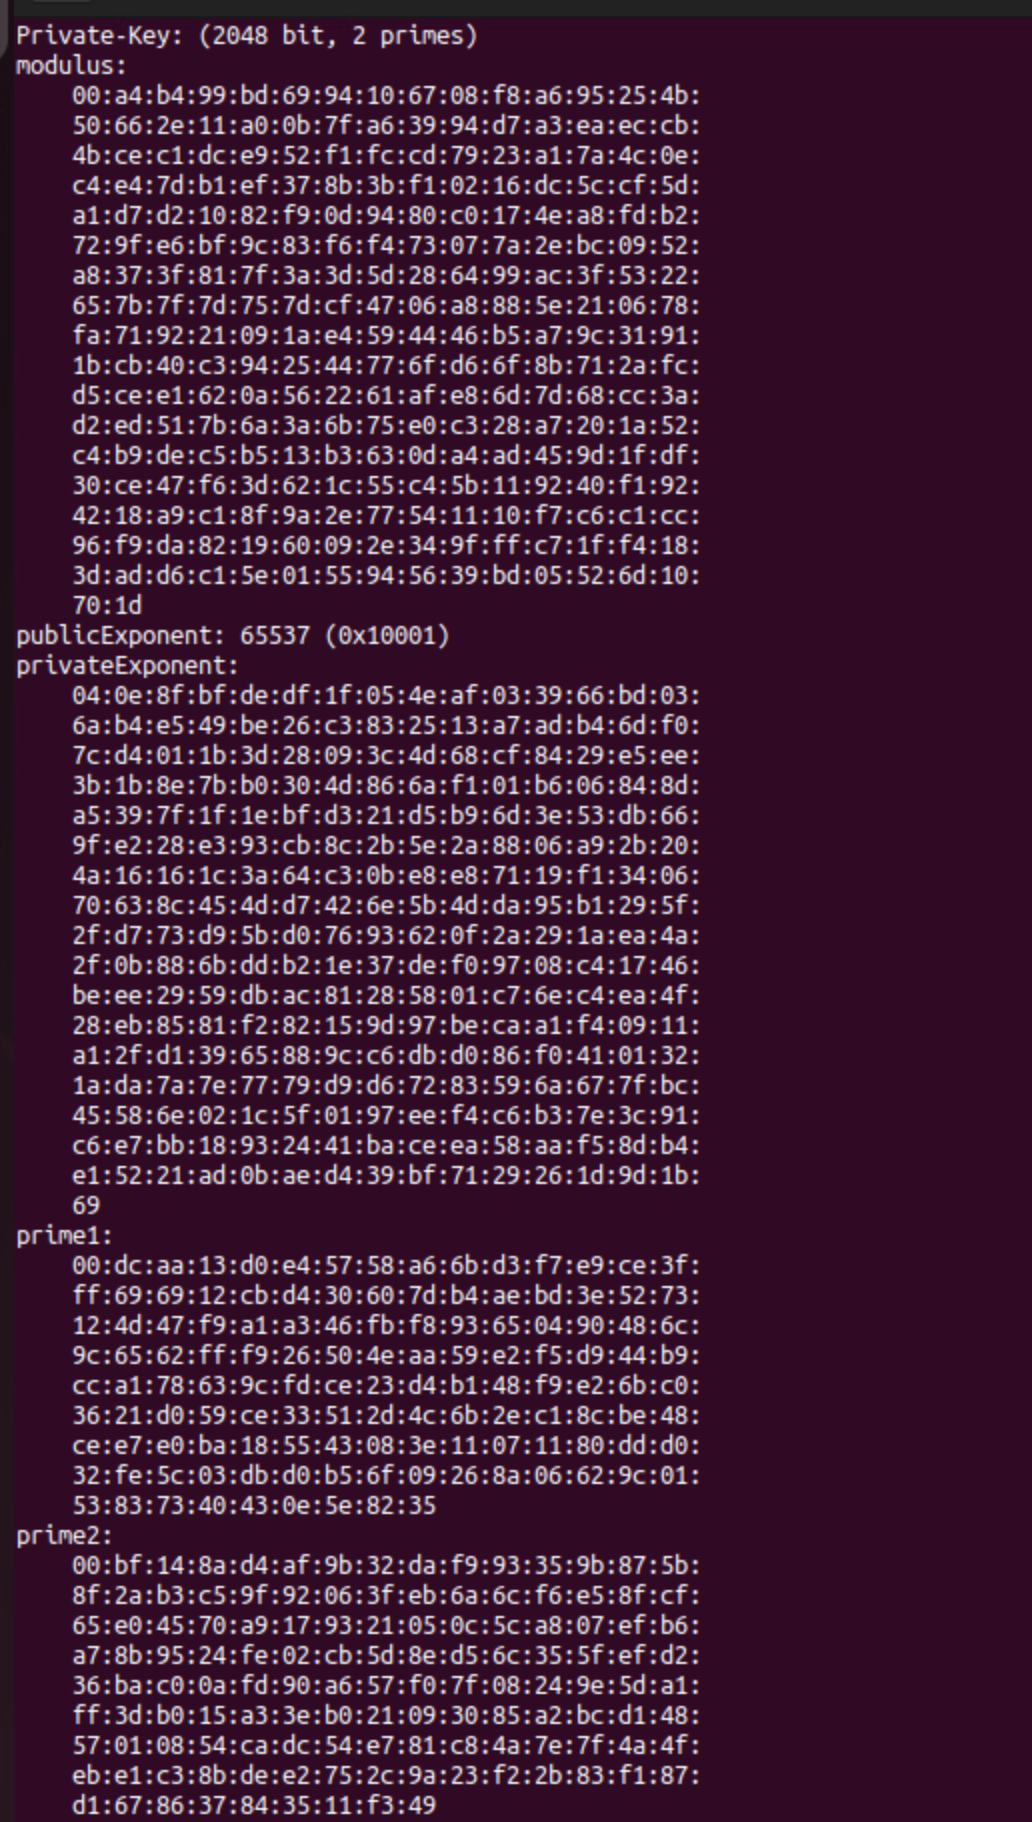 Private-Key: (2048 bit, 2 primes)
modulus:
00:a4:b4:99:bd:69:94:10:67:08:f8:a6:95:25:4b:
50:66:2e:11:a0:0b:7f:a6:39:94:d7:a3:ea:ec:cb:
4b:ce:c1:dc:e9:52:f1:fc:cd:79:23:a1:7a:4c:0e:
c4:e4:7d:b1:ef:37:8b:3b:f1:02:16:dc:5c:cf:5d:
a1:d7:d2:10:82:f9:0d:94:80:c0:17:4e:a8:fd:b2:
72:9f:e6:bf:9c:83:f6:f4:73:07:7a:2e:bc:09:52:
a8:37:3f:81:7f:3a:3d:5d:28:64:99:ac:3f:53:22:
65:7b:7f:7d:75:7d:cf:47:06:a8:88:5e:21:06:78:
fa:71:92:21:09:1a:e4:59:44:46:b5:a7:9c:31:91:
1b:cb:40:c3:94:25:44:77:6f:d6:6f:8b:71:2a:fc:
d5:ce:e1:62:0a:56:22:61:af:e8:6d:7d:68:cc:3a:
d2:ed:51:7b:6a:3a:6b:75:e0:c3:28:a7:20:1a:52:
c4:b9:de:c5:b5:13:b3:63:0d:a4:ad:45:9d:1f:df:
30:ce:47:f6:3d:62:1c:55:c4:5b:11:92:40:f1:92:
42:18:a9:c1:8f:9a:2e:77:54:11:10:f7:c6:c1:cc:
96:f9:da:82:19:60:09:2e:34:9f:ff:c7:1f:f4:18:
3d:ad:d6:c1:5e:01:55:94:56:39:bd:05:52:6d:10:
70:1d
publicExponent: 65537 (0x10001)
privateExponent:
04:0e:8f:bf:de:df:1f:05:4e:af:03:39:66:bd:03:
6a:b4:e5:49:be:26:c3:83:25:13:a7:ad:b4:6d:f0:
7c:d4:01:1b:3d:28:09:3c:4d:68:cf:84:29:e5:ee:
3b:1b:8e:7b:b0:30:4d:86:6a:f1:01:b6:06:84:8d:
a5:39:7f:1f:1e:bf:d3:21:d5:b9:6d:3e:53:db:66:
9f:e2:28:e3:93:cb:8c:2b:5e:2a:88:06:a9:2b:20:
4a:16:16:1c:3a:64:c3:0b:e8:e8:71:19:f1:34:06:
70:63:8c:45:4d:d7:42:6e:5b:4d:da:95:b1:29:5f:
2f:d7:73:d9:5b:d0:76:93:62:0f:2a:29:1a:ea:4a:
2f:0b:88:6b:dd:b2:1e:37:de:f0:97:08:c4:17:46:
be:ee:29:59:db:ac:81:28:58:01:c7:6e:c4:ea:4f:
28:eb:85:81:f2:82:15:9d:97:be:ca:a1:f4:09:11:
a1:2f:d1:39:65:88:9c:c6:db:d0:86:f0:41:01:32:
1a:da:7a:7e:77:79:d9:d6:72:83:59:6a:67:7f:bc:
45:58:6e:02:1c:5f:01:97:ee:f4:c6:b3:7e:3c:91:
c6:e7:bb:18:93:24:41:ba:ce:ea:58:aa:f5:8d:b4:
e1:52:21:ad:0b:ae:d4:39:bf:71:29:26:1d:9d:1b:
69
prime1:
00:dc:aa:13:d0:e4:57:58:a6:6b:d3:f7:e9:ce:3f:
ff:69:69:12:cb:d4:30:60:7d:b4:ae:bd:3e:52:73:
12:4d:47:f9:a1:a3:46:fb:f8:93:65:04:90:48:6c:
9c:65:62:ff:f9:26:50:4e:aa:59:e2:f5:d9:44:b9:
cc:a1:78:63:9c:fd:ce:23:d4:b1:48:f9:e2:6b:c0:
36:21:d0:59:ce:33:51:2d:4c:6b:2e:c1:8c:be:48:
ce:e7:e0:ba:18:55:43:08:3e:11:07:11:80:dd:d0:
32:fe:5c:03:db:d0:b5:6f:09:26:8a:06:62:9c:01:
53:83:73:40:43:0e:5e:82:35
prime2:
00:bf:14:8a:d4:af:9b:32:da:f9:93:35:9b:87:5b:
8f:2a:b3:c5:9f:92:06:3f:eb:6a:6c:f6:e5:8f:cf:
65:e0:45:70:a9:17:93:21:05:0c:5c:a8:07:ef:b6:
a7:8b:95:24:fe:02:cb:5d:8e:d5:6c:35:5f:ef:d2:
36:ba:c0:0a:fd:90:a6:57:f0:7f:08:24:9e:5d:a1:
ff:3d:b0:15:a3:3e:b0:21:09:30:85:a2:bc:d1:48:
57:01:08:54:ca:dc:54:e7:81:c8:4a:7e:7f:4a:4f:
eb:e1:c3:8b:de:e2:75:2c:9a:23:f2:2b:83:f1:87:
d1:67:86:37:84:35:11:f3:49